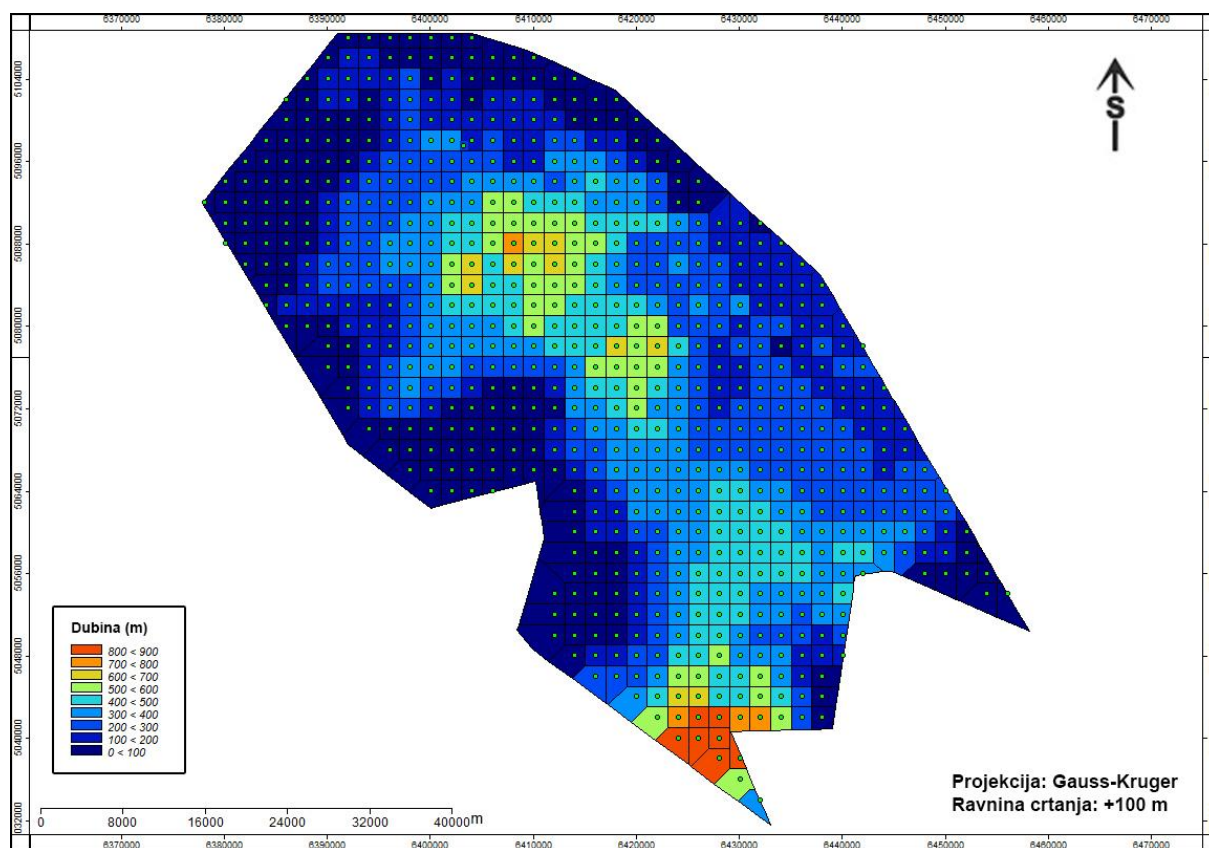 6370000 6380000 6390000 6400000 6410000 6420000 6430000 6440000 6450000 6460000 6470000
5104000
5096000
5088000
5080000
5072000
5064000
5056000
5048000
5040000
5032000
S
Dubina (m)
800 < 900
700 < 800
600 < 700
500 < 600
400 < 500
300 < 400
200 < 300
100 < 200
0 < 100
Projekcija: Gauss-Kruger
Ravnina crtanja: +100 m
0 8000 16000 24000 32000 40000 m
6370000 6380000 6390000 6400000 6410000 6420000 6430000 6440000 6450000 6460000 6470000